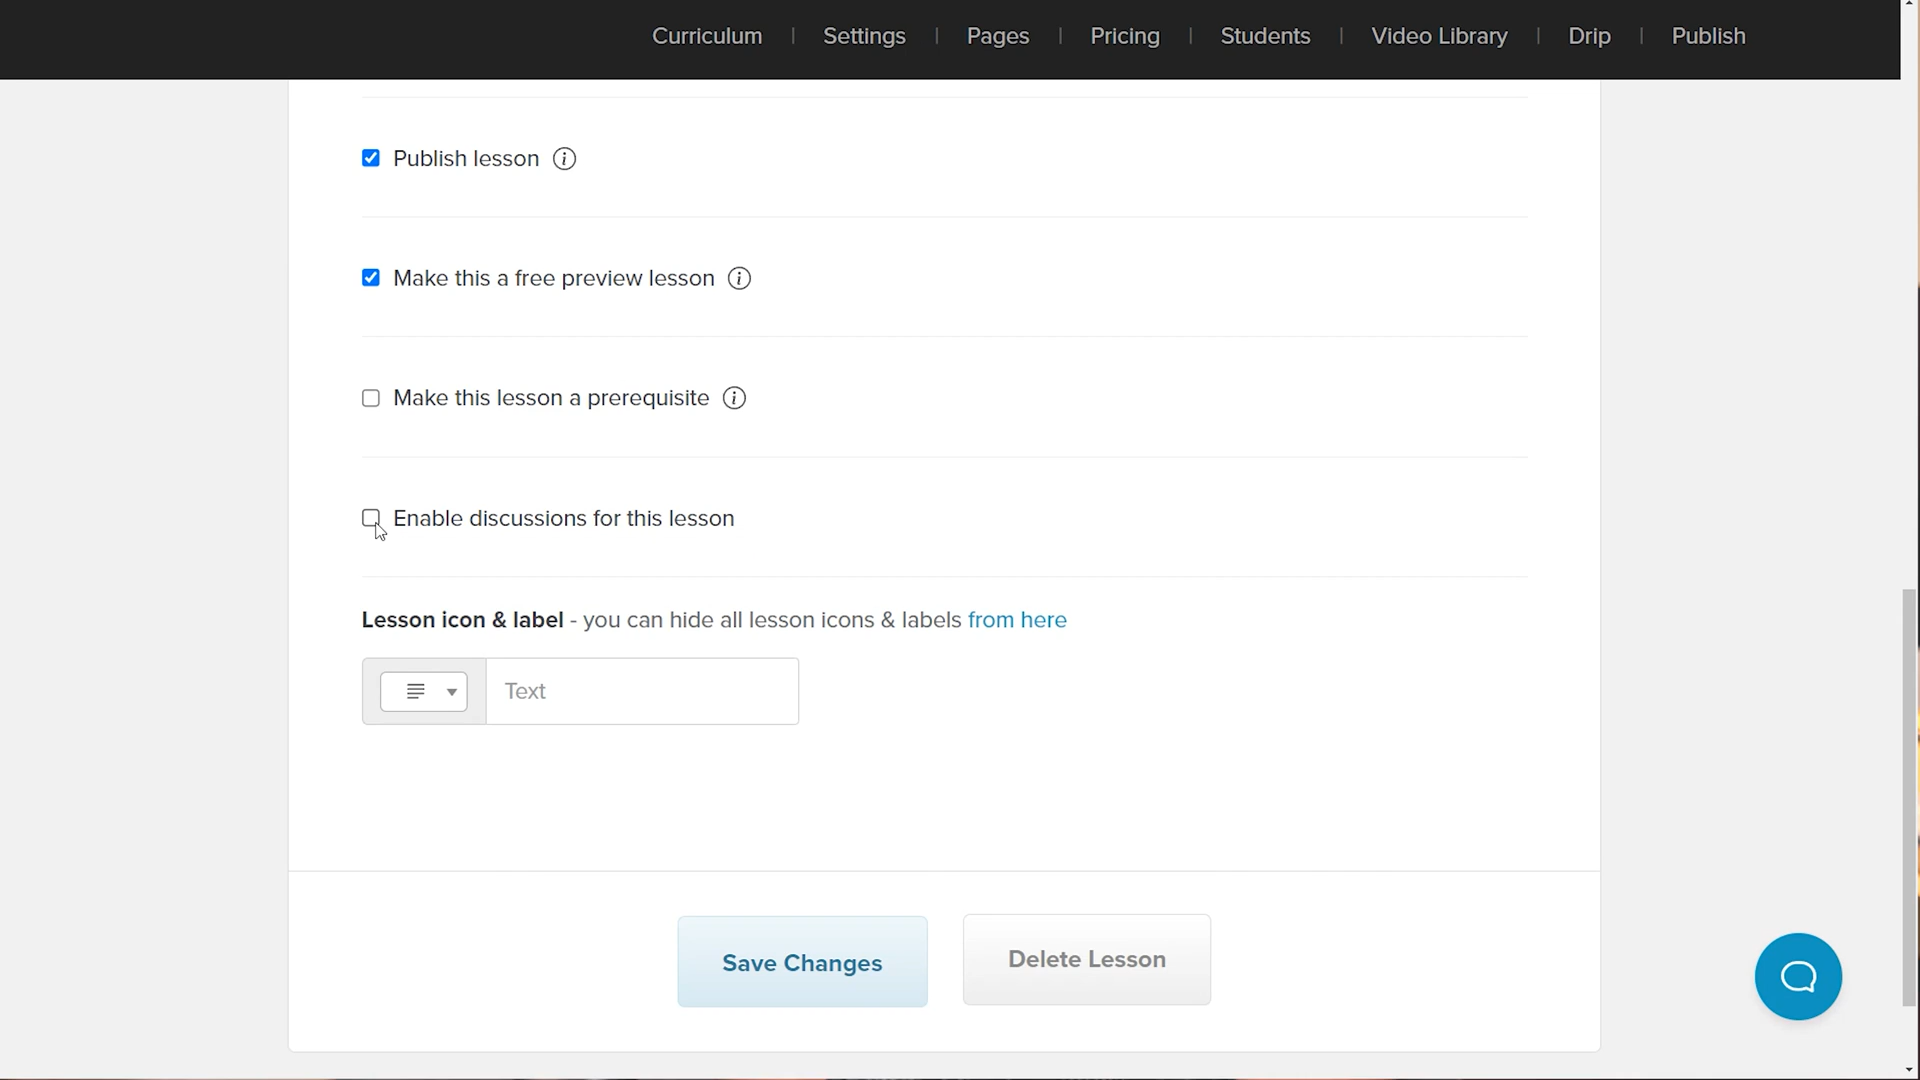 Curriculum | Settings | Pages | Pricing | Students | Video Library | Drip | Publish
Publish lesson
Make this a free preview lesson
Make this lesson a prerequisite
Enable discussions for this lesson
Lesson icon & label - you can hide all lesson icons & labels from here
Text
Save Changes
Delete Lesson